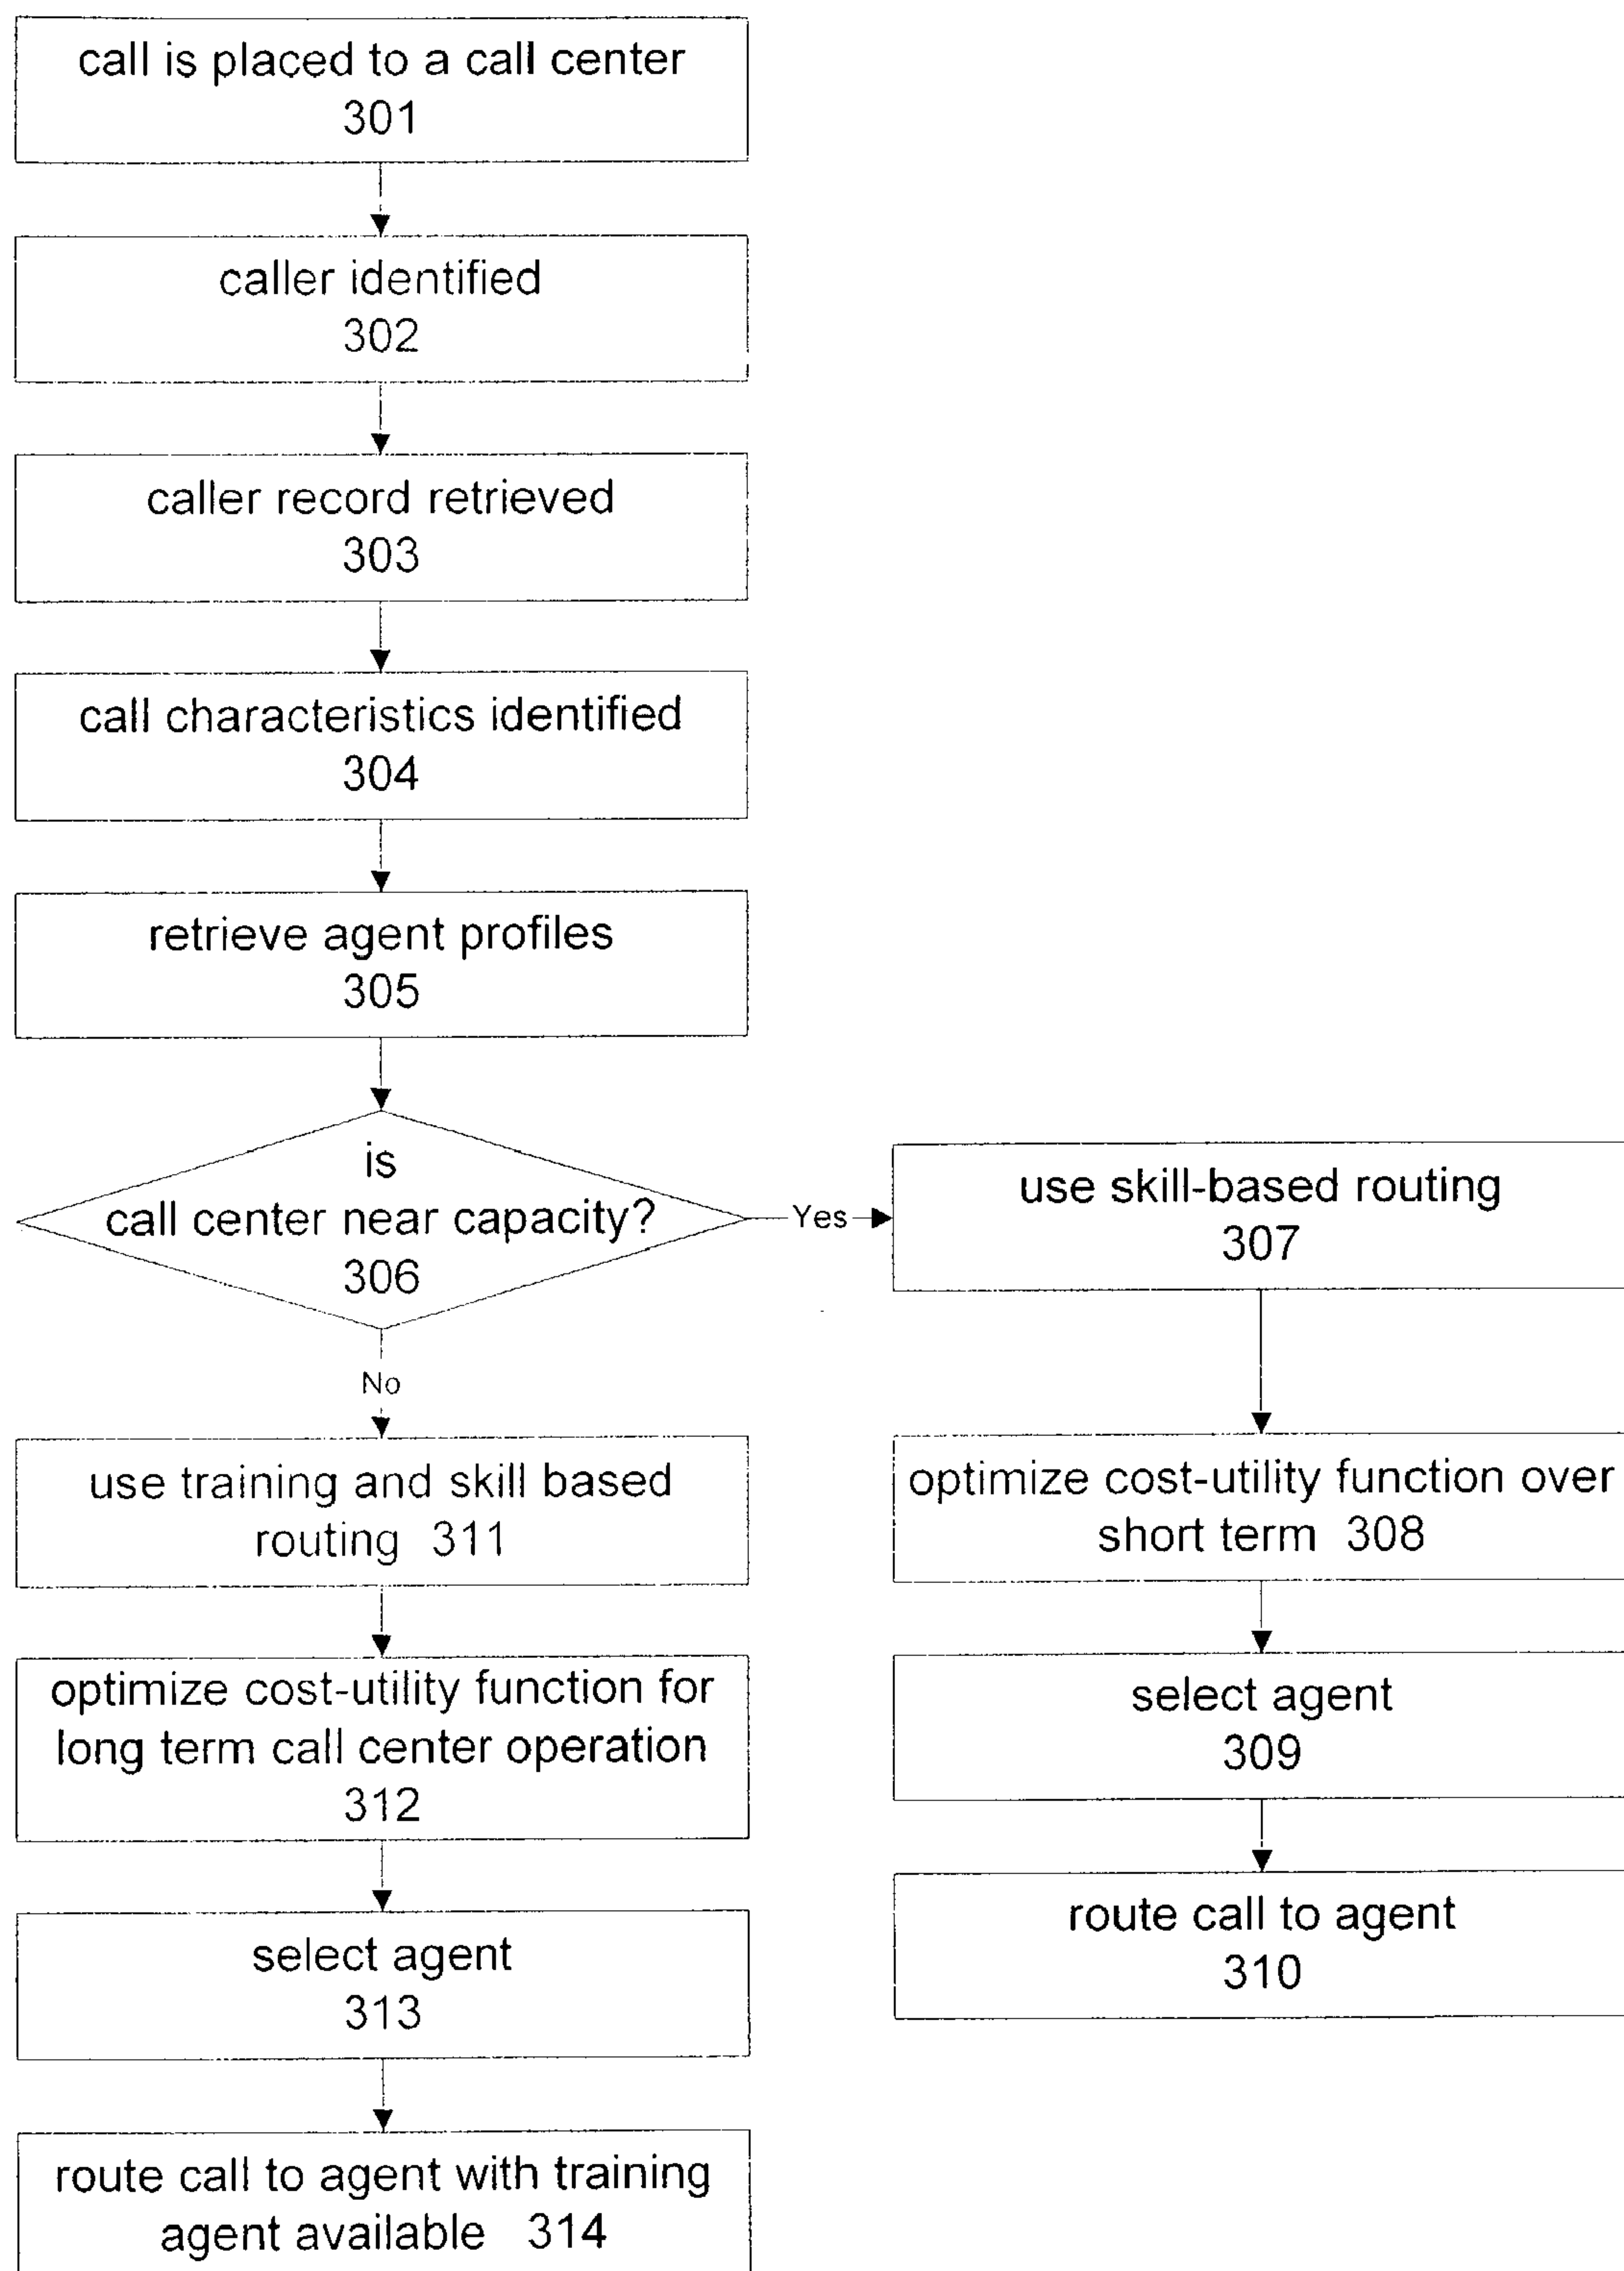 call is placed to a call center
301
caller identified
302
caller record retrieved
303
call characteristics identified
304
retrieve agent profiles
305
is
call center near capacity?
306
Yes
use skill-based routing
307
optimize cost-utility function over
short term 308
select agent
309
route call to agent
310
No
use training and skill based
routing 311
optimize cost-utility function for
long term call center operation
312
select agent
313
route call to agent with training
agent available 314